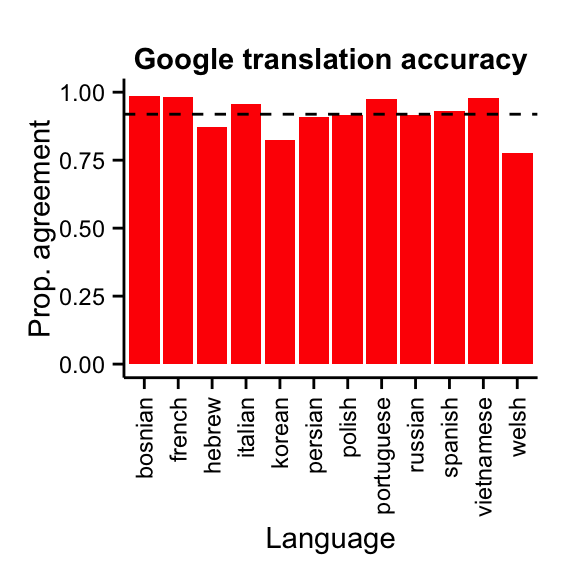 Google translation accuracy
Prop. agreement
1.00
0.75
0.50
0.25
0.00
bosnian
french
hebrew
italian
korean
persian
polish
portuguese
russian
spanish
vietnamese
welsh
Language